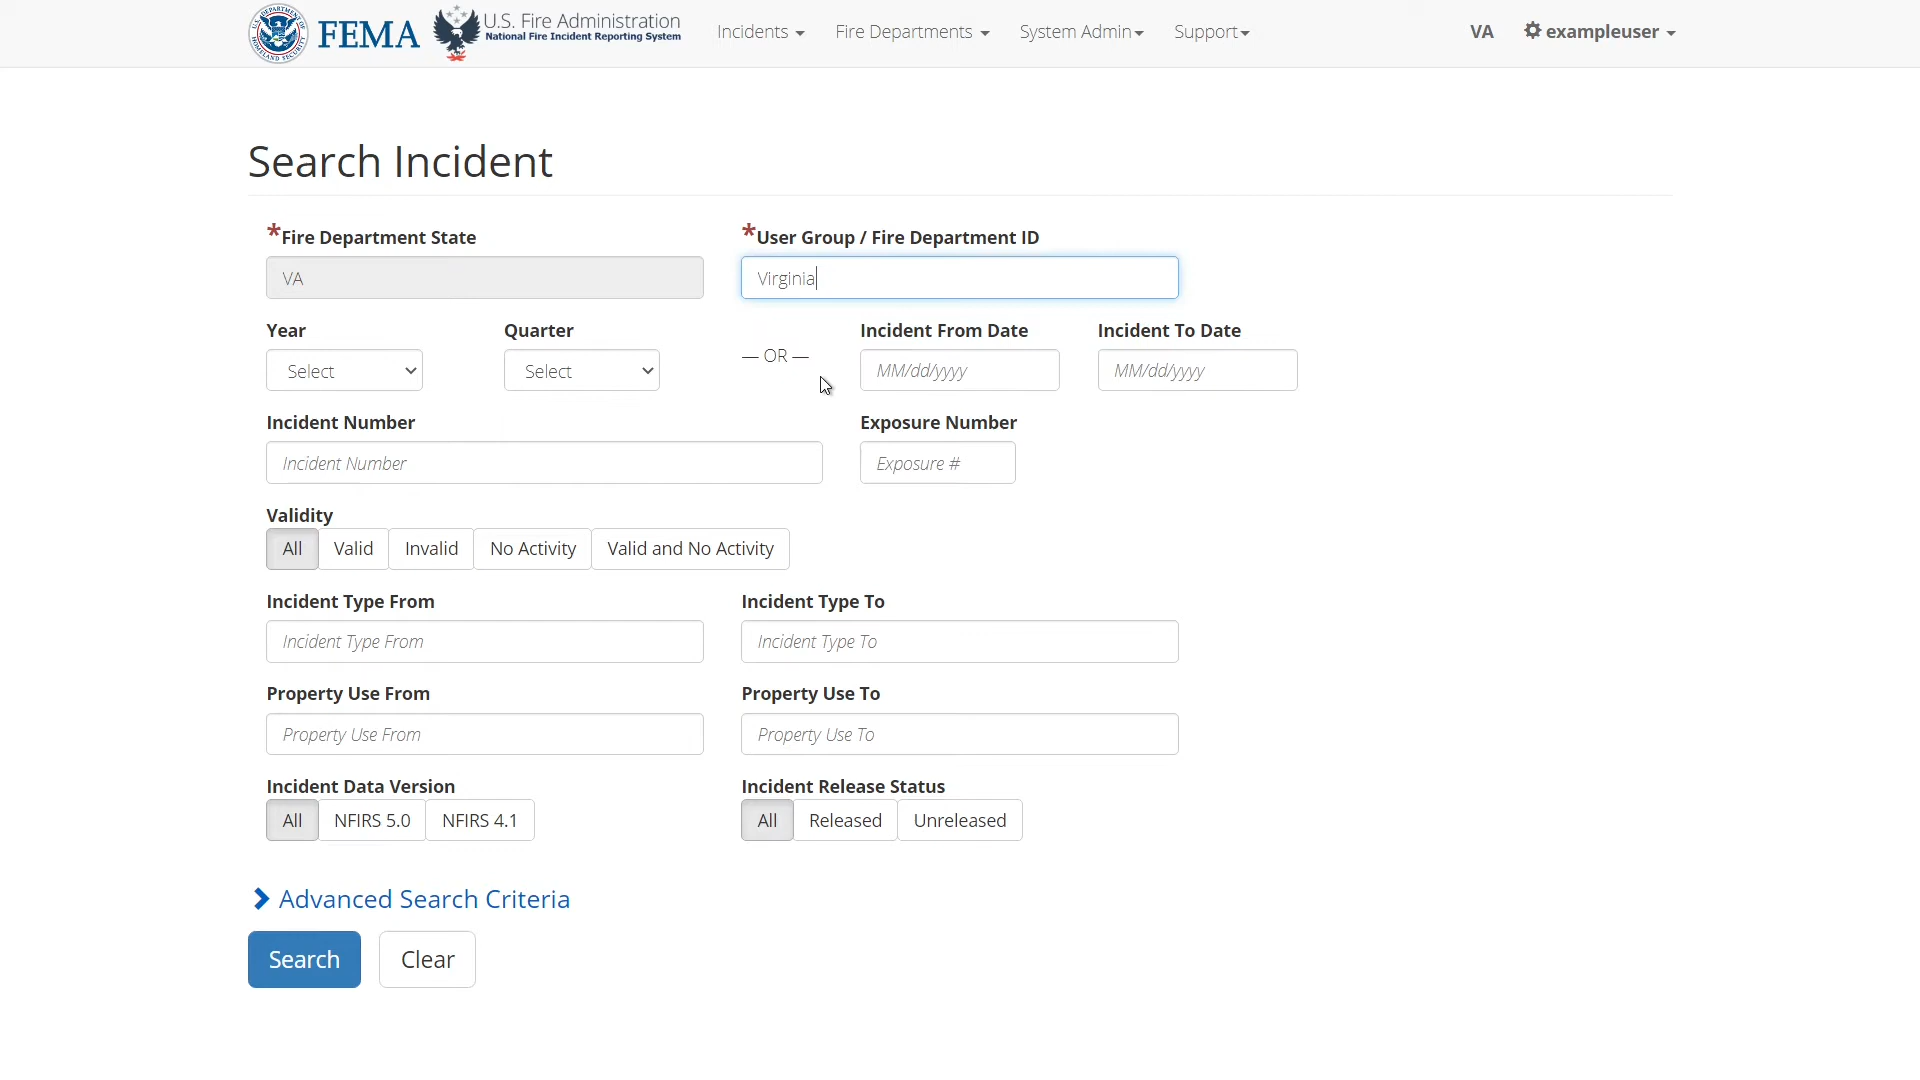 FEMA
U.S. Fire Administration
National Fire Incident Reporting System
Incidents
Fire Departments
System Admin
Support
VA
exampleuser
Search Incident
*Fire Department State
*User Group / Fire Department ID
VA
Virginia
Year
Quarter
Incident From Date
Incident To Date
— OR —
Select
Select
MM/dd/yyyy
MM/dd/yyyy
Incident Number
Exposure Number
Incident Number
Exposure #
Validity
All
Valid
Invalid
No Activity
Valid and No Activity
Incident Type From
Incident Type To
Incident Type From
Incident Type To
Property Use From
Property Use To
Property Use From
Property Use To
Incident Data Version
Incident Release Status
All
NFIRS 5.0
NFIRS 4.1
All
Released
Unreleased
Advanced Search Criteria
Search
Clear